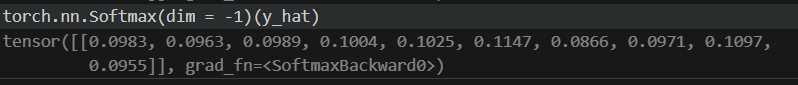 torch.nn.Softmax(dim = -1)(y_hat)
tensor([[0.0983, 0.0963, 0.0989, 0.1004, 0.1025, 0.1147, 0.0866, 0.0971, 0.1097,
0.0955]], grad_fn=<SoftmaxBackward0>)